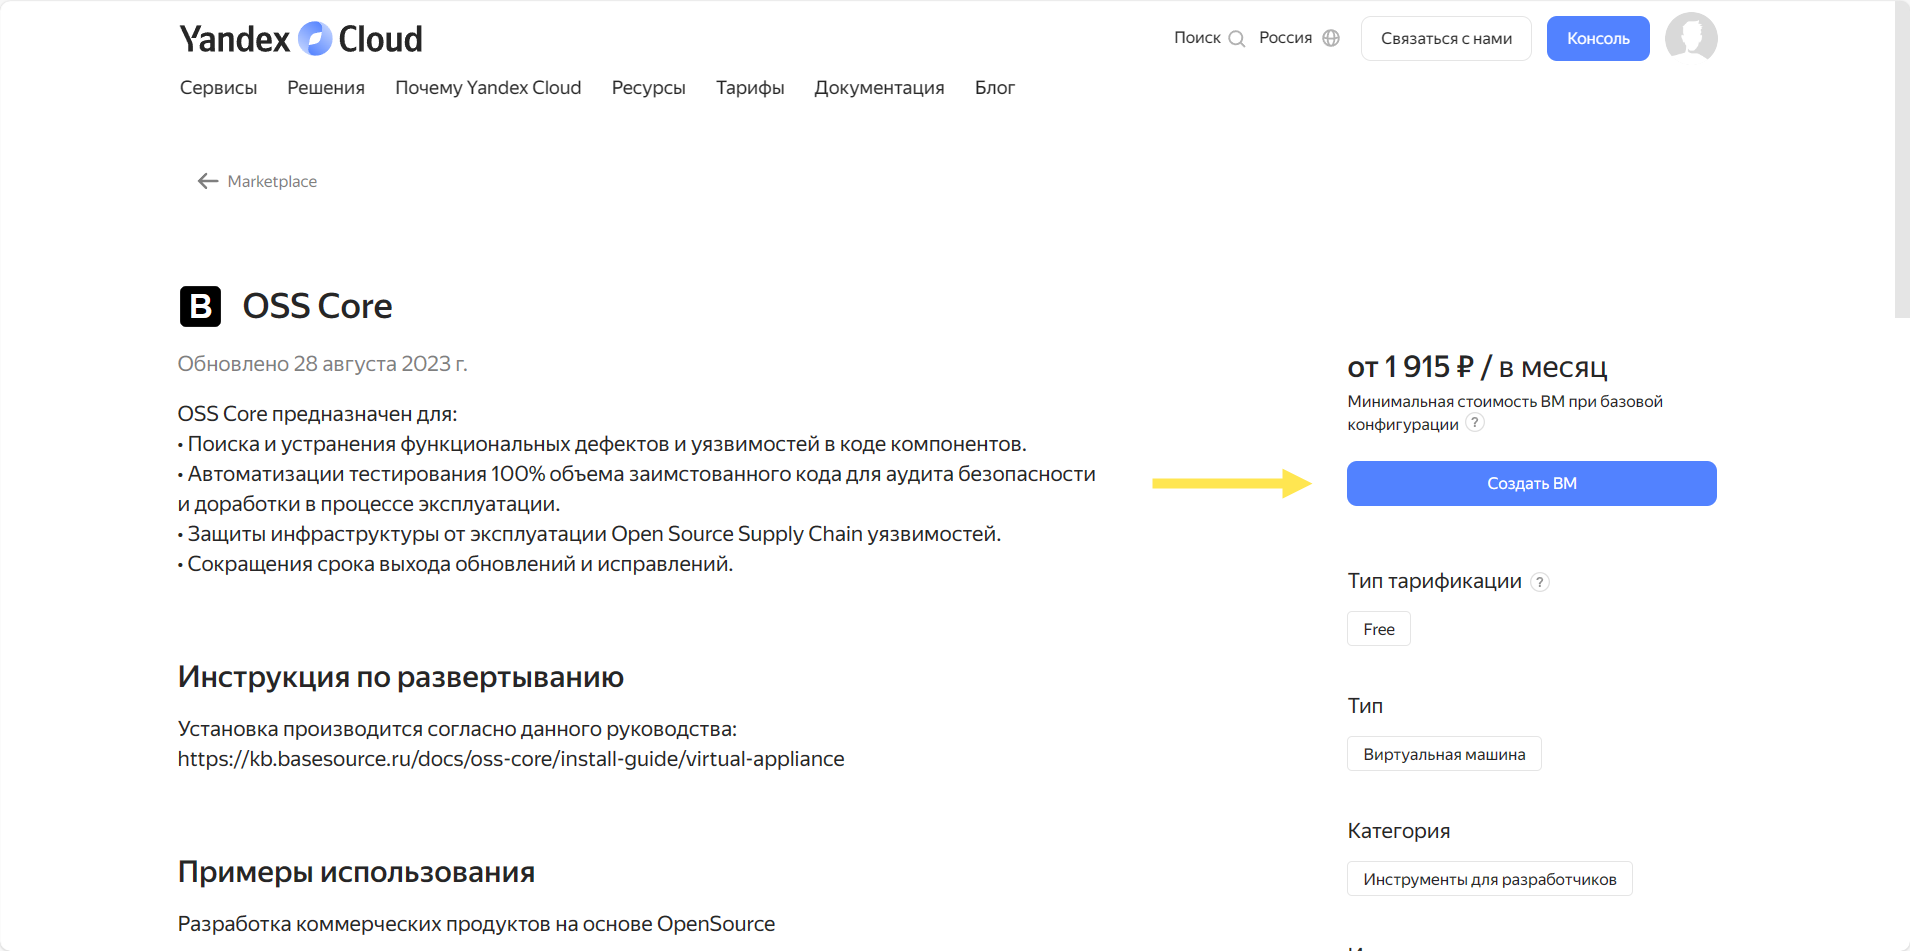 Yandex Cloud
Поиск
Россия
Связаться с нами
Консоль
Сервисы
Решения
Почему Yandex Cloud
Ресурсы
Тарифы
Документация
Блог
Marketplace
B OSS Core
Обновлено 28 августа 2023 г.
OSS Core предназначен для:
• Поиска и устранения функциональных дефектов и уязвимостей в коде компонентов.
• Автоматизации тестирования 100% объема заимстованного кода для аудита безопасности
и доработки в процессе эксплуатации.
• Защиты инфраструктуры от эксплуатации Open Source Supply Chain уязвимостей.
• Сокращения срока выхода обновлений и исправлений.
Инструкция по развертыванию
Установка производится согласно данного руководства:
https://kb.basesource.ru/docs/oss-core/install-guide/virtual-appliance
Примеры использования
Разработка коммерческих продуктов на основе OpenSource
от 1 915 ₽ / в месяц
Минимальная стоимость ВМ при базовой
конфигурации ?
Создать ВМ
Тип тарификации ?
Free
Тип
Виртуальная машина
Категория
Инструменты для разработчиков